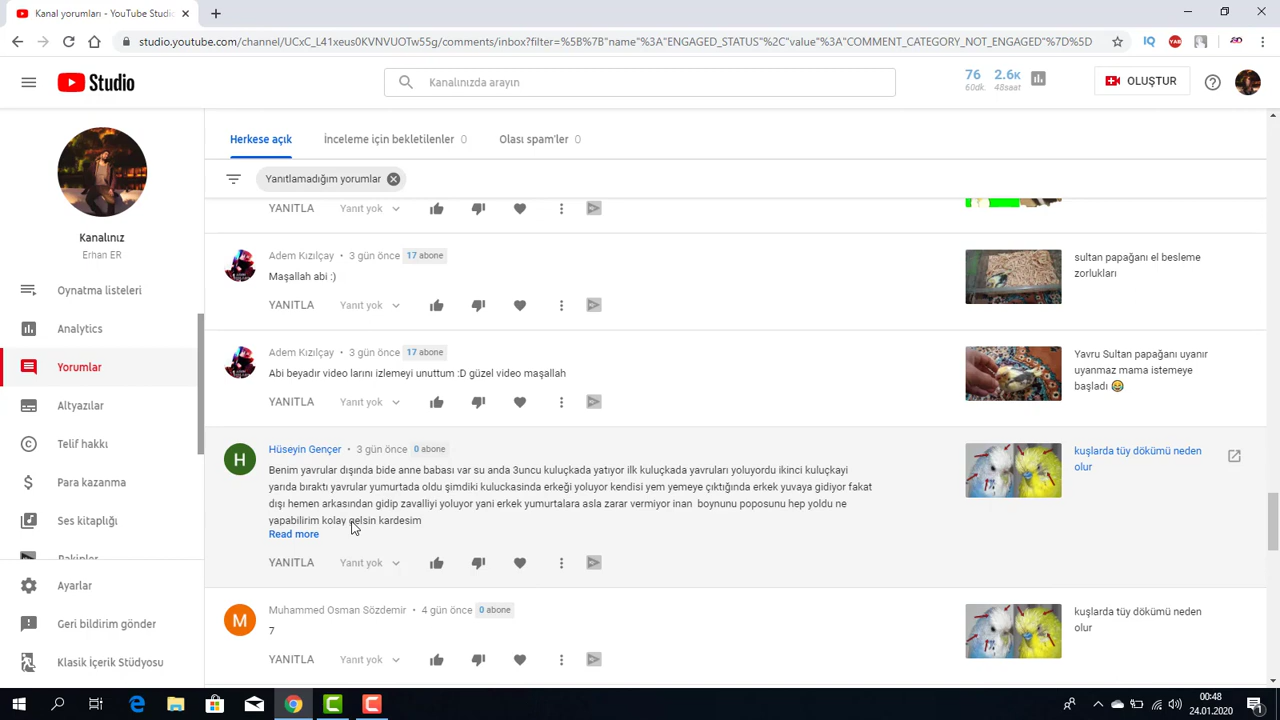 Kanal yorumları - YouTube Studio
studio.youtube.com/channel/UCxC_L41xeus0KVNVUOTw55g/comments/inbox?filter=%5B%7B"name"%3A"ENGAGED_STATUS"%2C"value"%3A"COMMENT_CATEGORY_NOT_ENGAGED"%7D%5D
Studio
Kanalınızda arayın
76 2.6K
60dk. 48saat
OLUŞTUR
Herkese açık İnceleme için bekletilenler 0 Olası spam'ler 0
Yanıtlamadığım yorumlar
Kanalınız
Erhan ER
Oynatma listeleri
Analytics
Yorumlar
Altyazılar
Telif hakkı
Para kazanma
Ses kitaplığı
Rakipler
Ayarlar
Geri bildirim gönder
Klasik İçerik Stüdyosu
YANITLA Yanıt yok
Adem Kızılçay • 3 gün önce 17 abone
Maşallah abi :)
YANITLA Yanıt yok
sultan papağanı el besleme
zorlukları
Adem Kızılçay • 3 gün önce 17 abone
Abi beyadır video larını izlemeyi unuttum :D güzel video maşallah
YANITLA Yanıt yok
Yavru Sultan papağanı uyanır
uyanmaz mama istemeye
başladı 😄
H
Hüseyin Gençer • 3 gün önce 0 abone
Benim yavrular dışında bide anne babası var su anda 3uncu kuluçkada yatıyor ilk kuluçkada yavruları yoluyordu ikinci kuluçkayi
yarıda bıraktı yavrular yumurtada oldu şimdiki kuluckasinda erkeği yoluyor kendisi yem yemeye çıktığında erkek yuvaya gidiyor fakat
dışı hemen arkasından gidip zavalliyi yoluyor yani erkek yumurtalara asla zarar vermiyor inan boynunu poposunu hep yoldu ne
yapabilirim kolay gelsin kardesim
Read more
YANITLA Yanıt yok
kuşlarda tüy dökümü neden
olur
M
Muhammed Osman Sözdemir • 4 gün önce 0 abone
7
YANITLA Yanıt yok
kuşlarda tüy dökümü neden
olur
00:48
24.01.2020